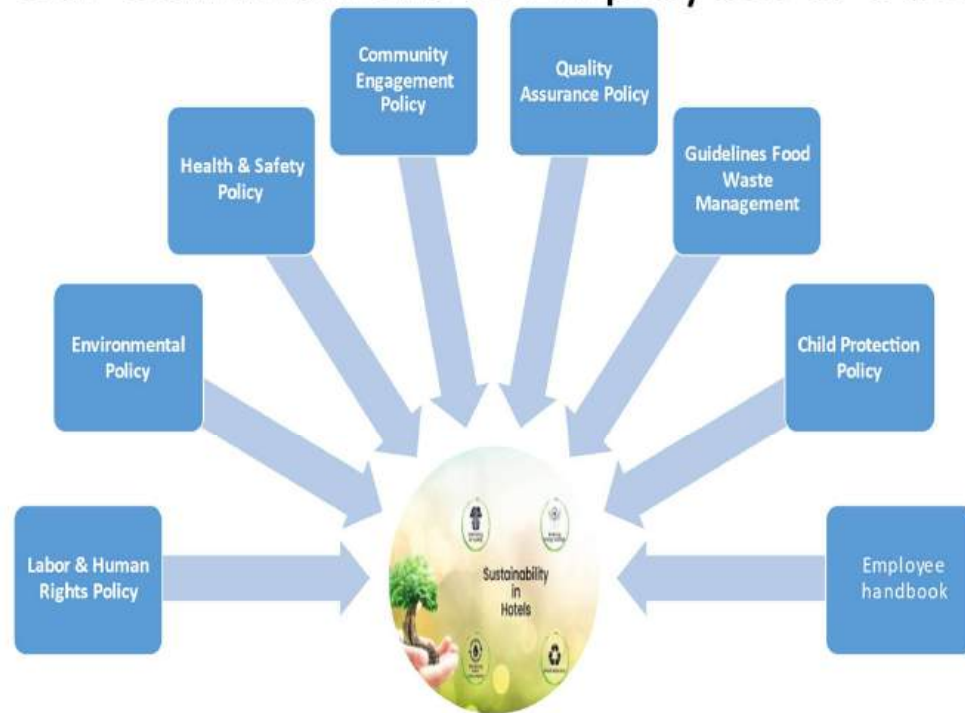 Community
Engagement
Policy
Quality
Assurance Policy
Health & Safety
Policy
Guidelines Food
Waste
Management
Environmental
Policy
Child Protection
Policy
Labor & Human
Rights Policy
Sustainability
in
Hotels
Employee
handbook